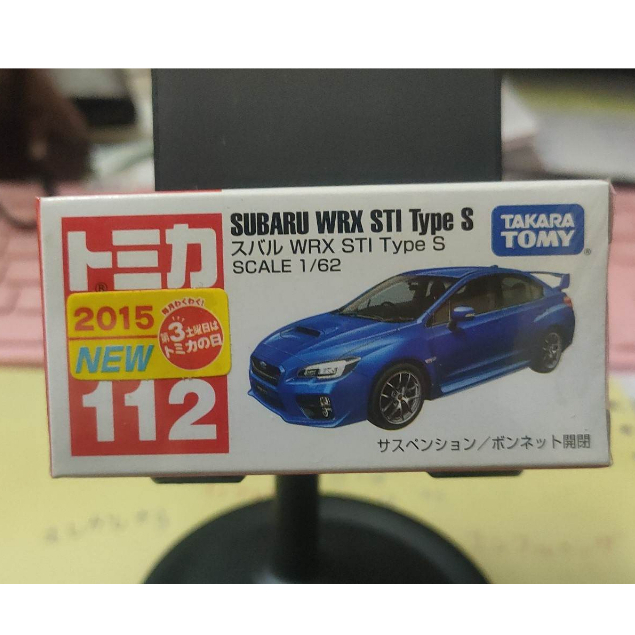 SUBARU WRX STI Type S
スバル WRX STI Type S
SCALE 1/62
TAKARA
TOMY
トミカ
®
2015
NEW
毎月わくわく!
第3土曜日は
トミカの日
112
サスペンション/ボンネット開閉